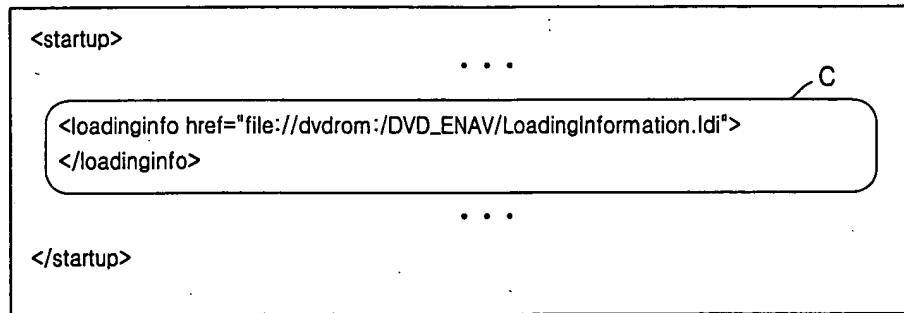 <startup>
• • •
C
<loadinginfo href="file://dvdrom:/DVD_ENAV/LoadingInformation.ldi">
</loadinginfo>
• • •
</startup>